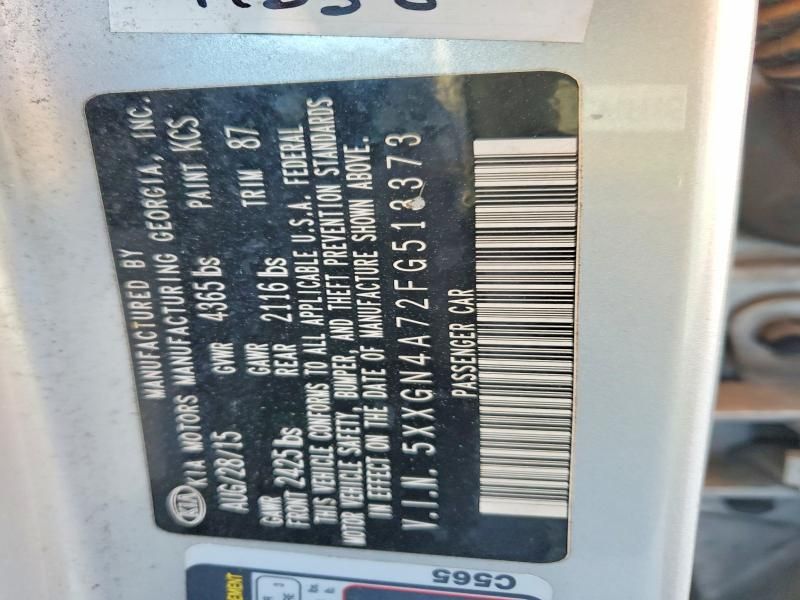 MANUFACTURED BY
KIA KIA MOTORS MANUFACTURING GEORGIA, INC.
AUG/28/15 GVWR 4365 lbs PAINT KCS
GAWR FRONT 2425 lbs GAWR REAR 2116 lbs TRIM 87
THIS VEHICLE CONFORMS TO ALL APPLICABLE U.S.A. FEDERAL
MOTOR VEHICLE SAFETY, BUMPER, AND THEFT PREVENTION STANDARDS
IN EFFECT ON THE DATE OF MANUFACTURE SHOWN ABOVE.
V.I.N. 5XXGN4A72FG513373
PASSENGER CAR
C565